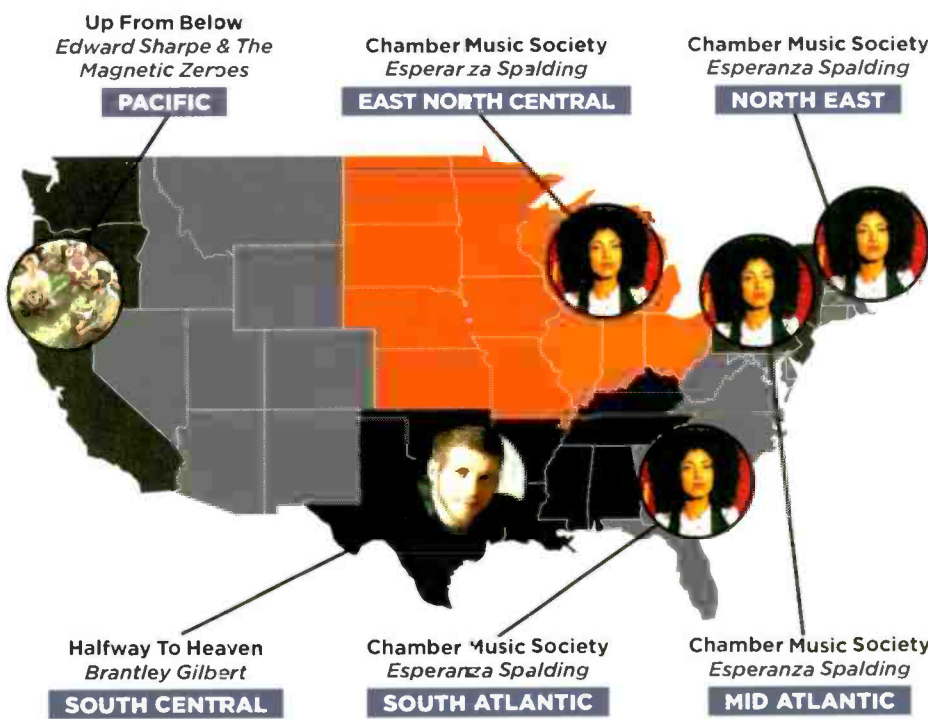 Up From Below
Edward Sharpe & The
Magnetic Zeroes
PACIFIC
Chamber Music Society
Esperanza Spalding
EAST NORTH CENTRAL
Chamber Music Society
Esperanza Spalding
NORTH EAST
Halfway To Heaven
Brantley Gilbert
SOUTH CENTRAL
Chamber Music Society
Esperanza Spalding
SOUTH ATLANTIC
Chamber Music Society
Esperanza Spalding
MID ATLANTIC